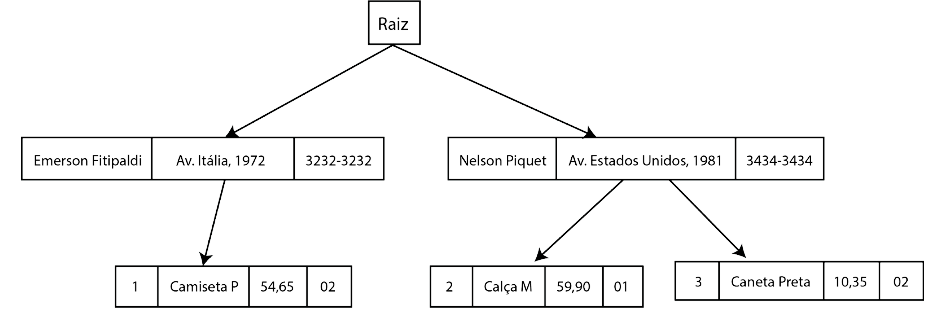 Raiz
Emerson Fitipaldi Av. Itália, 1972 3232-3232
Nelson Piquet Av. Estados Unidos, 1981 3434-3434
1 Camiseta P 54,65 02
2 Calça M 59,90 01
3 Caneta Preta 10,35 02